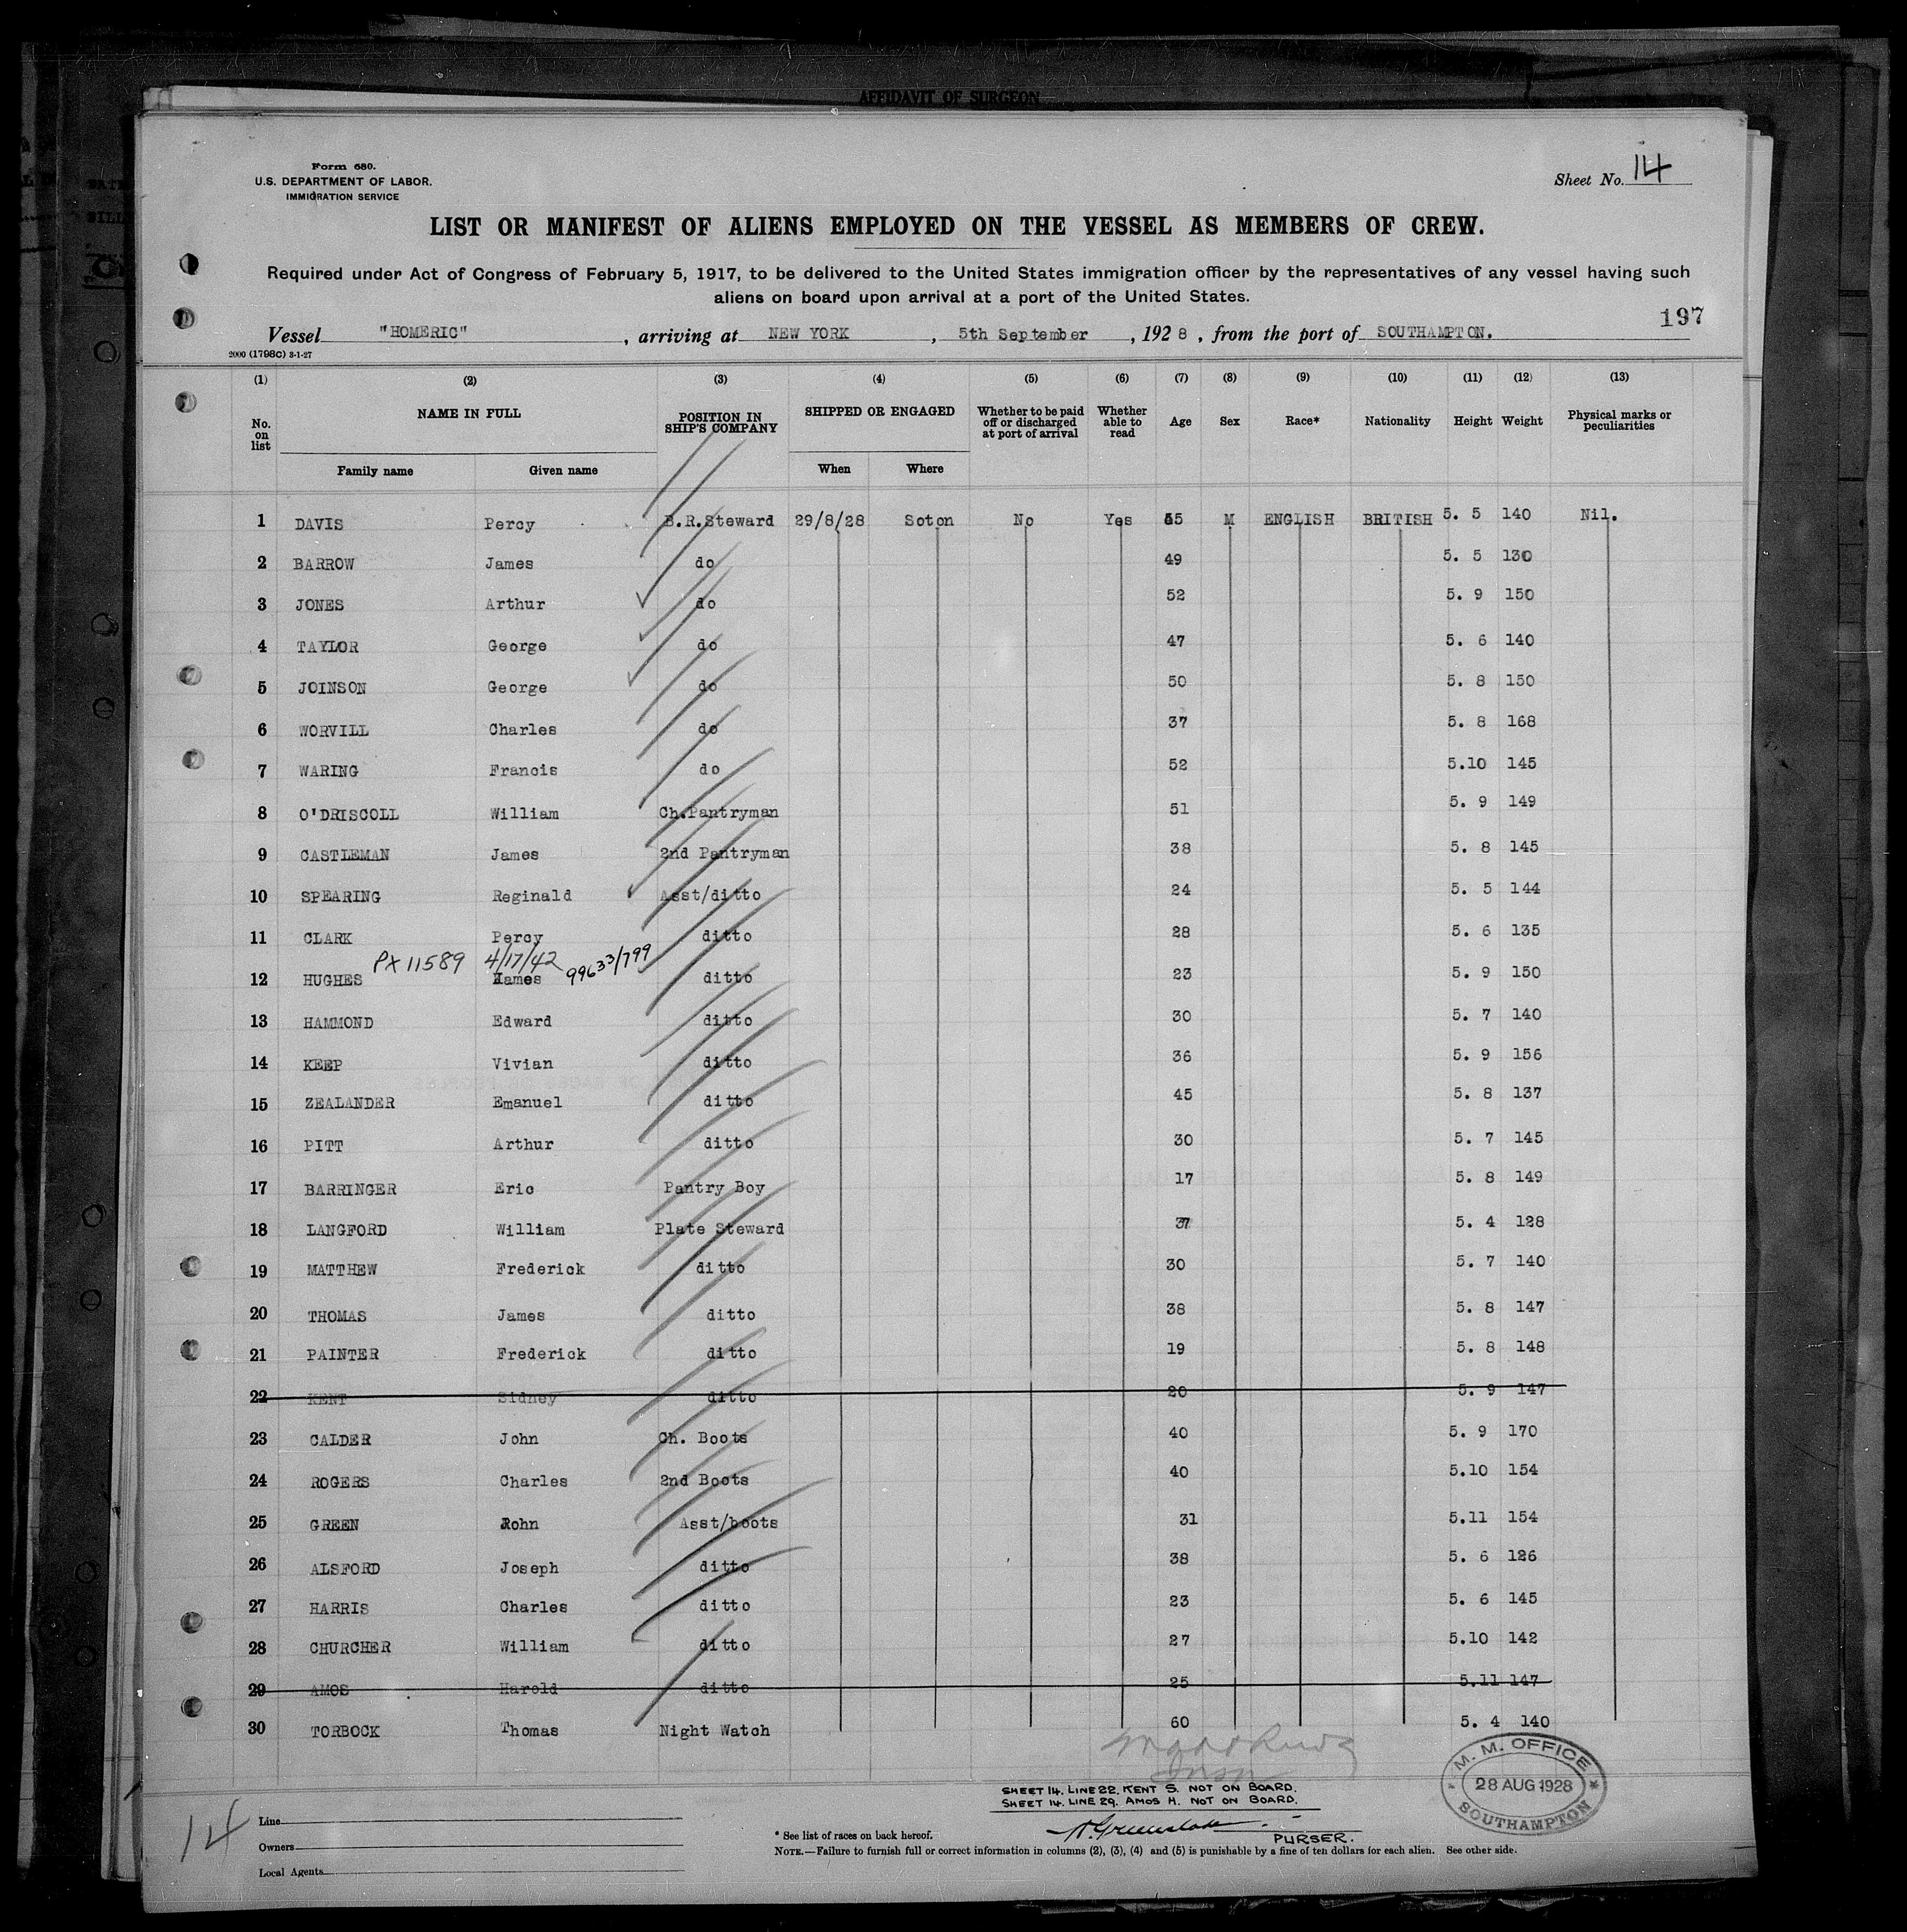 AFFIDAVIT OF SURGEON
Form 680.
U.S. DEPARTMENT OF LABOR.
IMMIGRATION SERVICE
Sheet No. 14
LIST OR MANIFEST OF ALIENS EMPLOYED ON THE VESSEL AS MEMBERS OF CREW.
Required under Act of Congress of February 5, 1917, to be delivered to the United States immigration officer by the representatives of any vessel having such
aliens on board upon arrival at a port of the United States.
197
Vessel "HOMERIC", arriving at NEW YORK, 5th September, 1928, from the port of SOUTHAMPTON.
2000 (1798C) 3-1-27
(1) (2) (3) (4) (5) (6) (7) (8) (9) (10) (11) (12) (13)
No. on list NAME IN FULL POSITION IN SHIP'S COMPANY SHIPPED OR ENGAGED Whether to be paid off or discharged at port of arrival Whether able to read Age Sex Race* Nationality Height Weight Physical marks or peculiarities
Family name Given name When Where
1 DAVIS Percy B.R.Steward 29/8/28 Soton No Yes 55 M ENGLISH BRITISH 5. 5 140 Nil.
2 BARROW James do 49 5. 5 130
3 JONES Arthur do 52 5. 9 150
4 TAYLOR George do 47 5. 6 140
5 JOINSON George do 50 5. 8 150
6 WORVILL Charles do 37 5. 8 168
7 WARING Francis do 52 5.10 145
8 O'DRISCOLL William Ch.Pantryman 51 5. 9 149
9 CASTLEMAN James 2nd Pantryman 38 5. 8 145
10 SPEARING Reginald Asst/ditto 24 5. 5 144
11 CLARK Percy ditto 28 5. 6 135
PX 11589 4/17/42 99633/799
12 HUGHES James ditto 23 5. 9 150
13 HAMMOND Edward ditto 30 5. 7 140
14 KEEP Vivian ditto 36 5. 9 156
15 ZEALANDER Emanuel ditto 45 5. 8 137
16 PITT Arthur ditto 30 5. 7 145
17 BARRINGER Eric Pantry Boy 17 5. 8 149
18 LANGFORD William Plate Steward 37 5. 4 128
19 MATTHEW Frederick ditto 30 5. 7 140
20 THOMAS James ditto 38 5. 8 147
21 PAINTER Frederick ditto 19 5. 8 148
22 KENT Sidney ditto 20 5. 9 147
23 CALDER John Ch. Boots 40 5. 9 170
24 ROGERS Charles 2nd Boots 40 5.10 154
25 GREEN John Asst/boots 31 5.11 154
26 ALSFORD Joseph ditto 38 5. 6 126
27 HARRIS Charles ditto 23 5. 6 145
28 CHURCHER William ditto 27 5.10 142
29 AMOS Harold ditto 25 5.11 147
30 TORBOCK Thomas Night Watch 60 5. 4 140
M. M. OFFICE
28 AUG 1928
SOUTHAMPTON
SHEET 14. LINE 22. KENT S. NOT ON BOARD.
SHEET 14. LINE 29. AMOS H. NOT ON BOARD.
PURSER.
14
Line
Owners
Local Agents
* See list of races on back hereof.
NOTE.—Failure to furnish full or correct information in columns (2), (3), (4) and (5) is punishable by a fine of ten dollars for each alien. See other side.